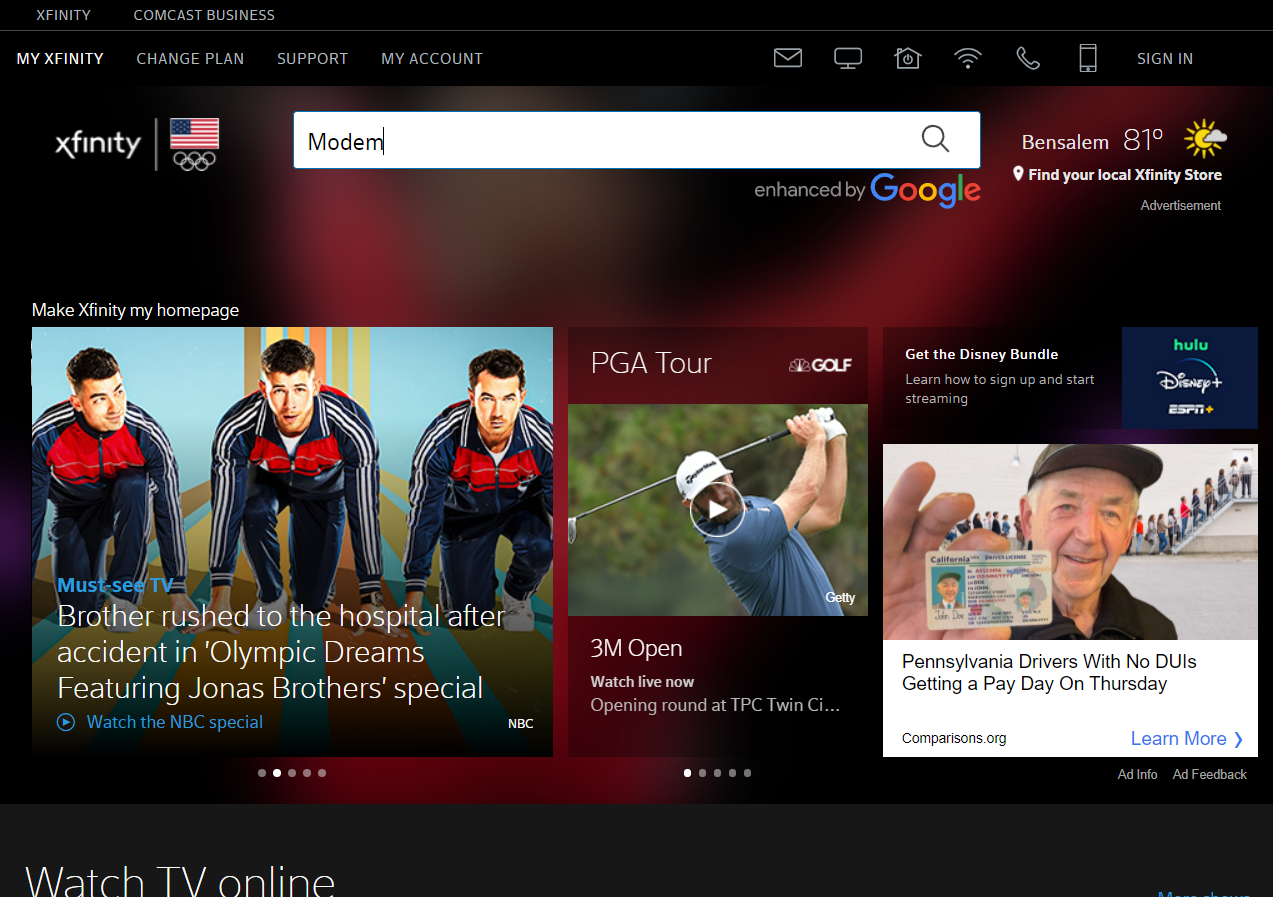 XFINITY COMCAST BUSINESS
MY XFINITY CHANGE PLAN SUPPORT MY ACCOUNT SIGN IN
xfinity
Modem
Bensalem 81º
Find your local Xfinity Store
enhanced by Google
Advertisement
Make Xfinity my homepage
Must-see TV
Brother rushed to the hospital after
accident in 'Olympic Dreams
Featuring Jonas Brothers' special
Watch the NBC special
NBC
PGA Tour
GOLF
TaylorMade
Getty
3M Open
Watch live now
Opening round at TPC Twin Ci...
Get the Disney Bundle
Learn how to sign up and start
streaming
hulu
Disney+
ESPN+
California USA DRIVER LICENSE
John Doe
Pennsylvania Drivers With No DUIs
Getting a Pay Day On Thursday
Comparisons.org
Learn More ❯
Ad Info Ad Feedback
Watch TV online
More shows